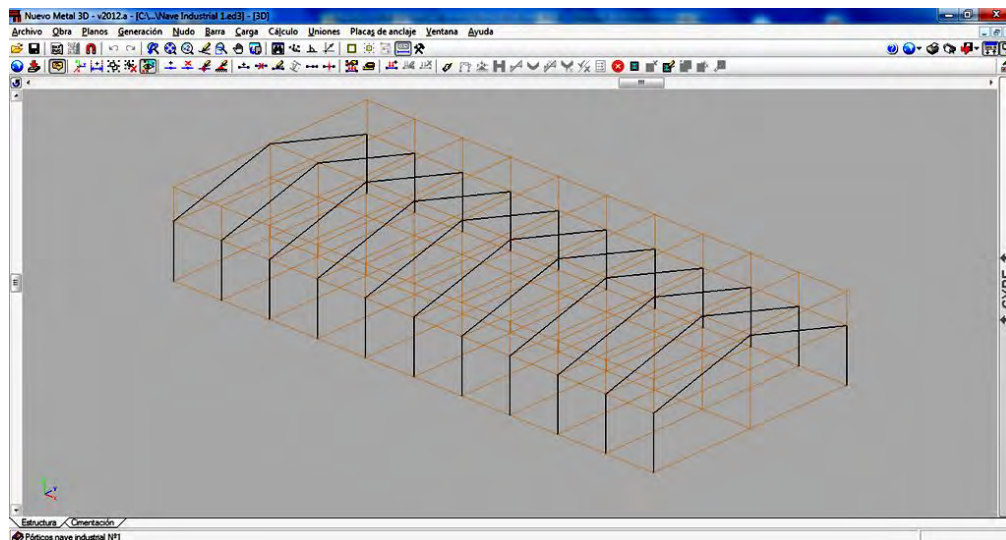 Nuevo Metal 3D - v2012.a - [C:\...\Nave Industrial 1.ed3] - [3D]
Archivo Obra Planos Generación Nudo Barra Carga Cálculo Uniones Placas de anclaje Ventana Ayuda
Estructura Cimentación
Pórticos nave industrial Nº1